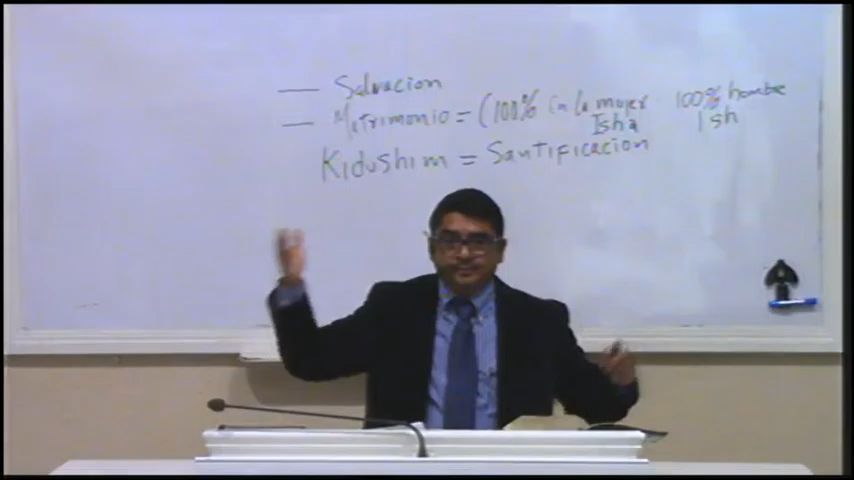 — Salvacion
— Matrimonio = (100% en la mujer 100% hombre
Isha Ish
Kidushim = Santificacion